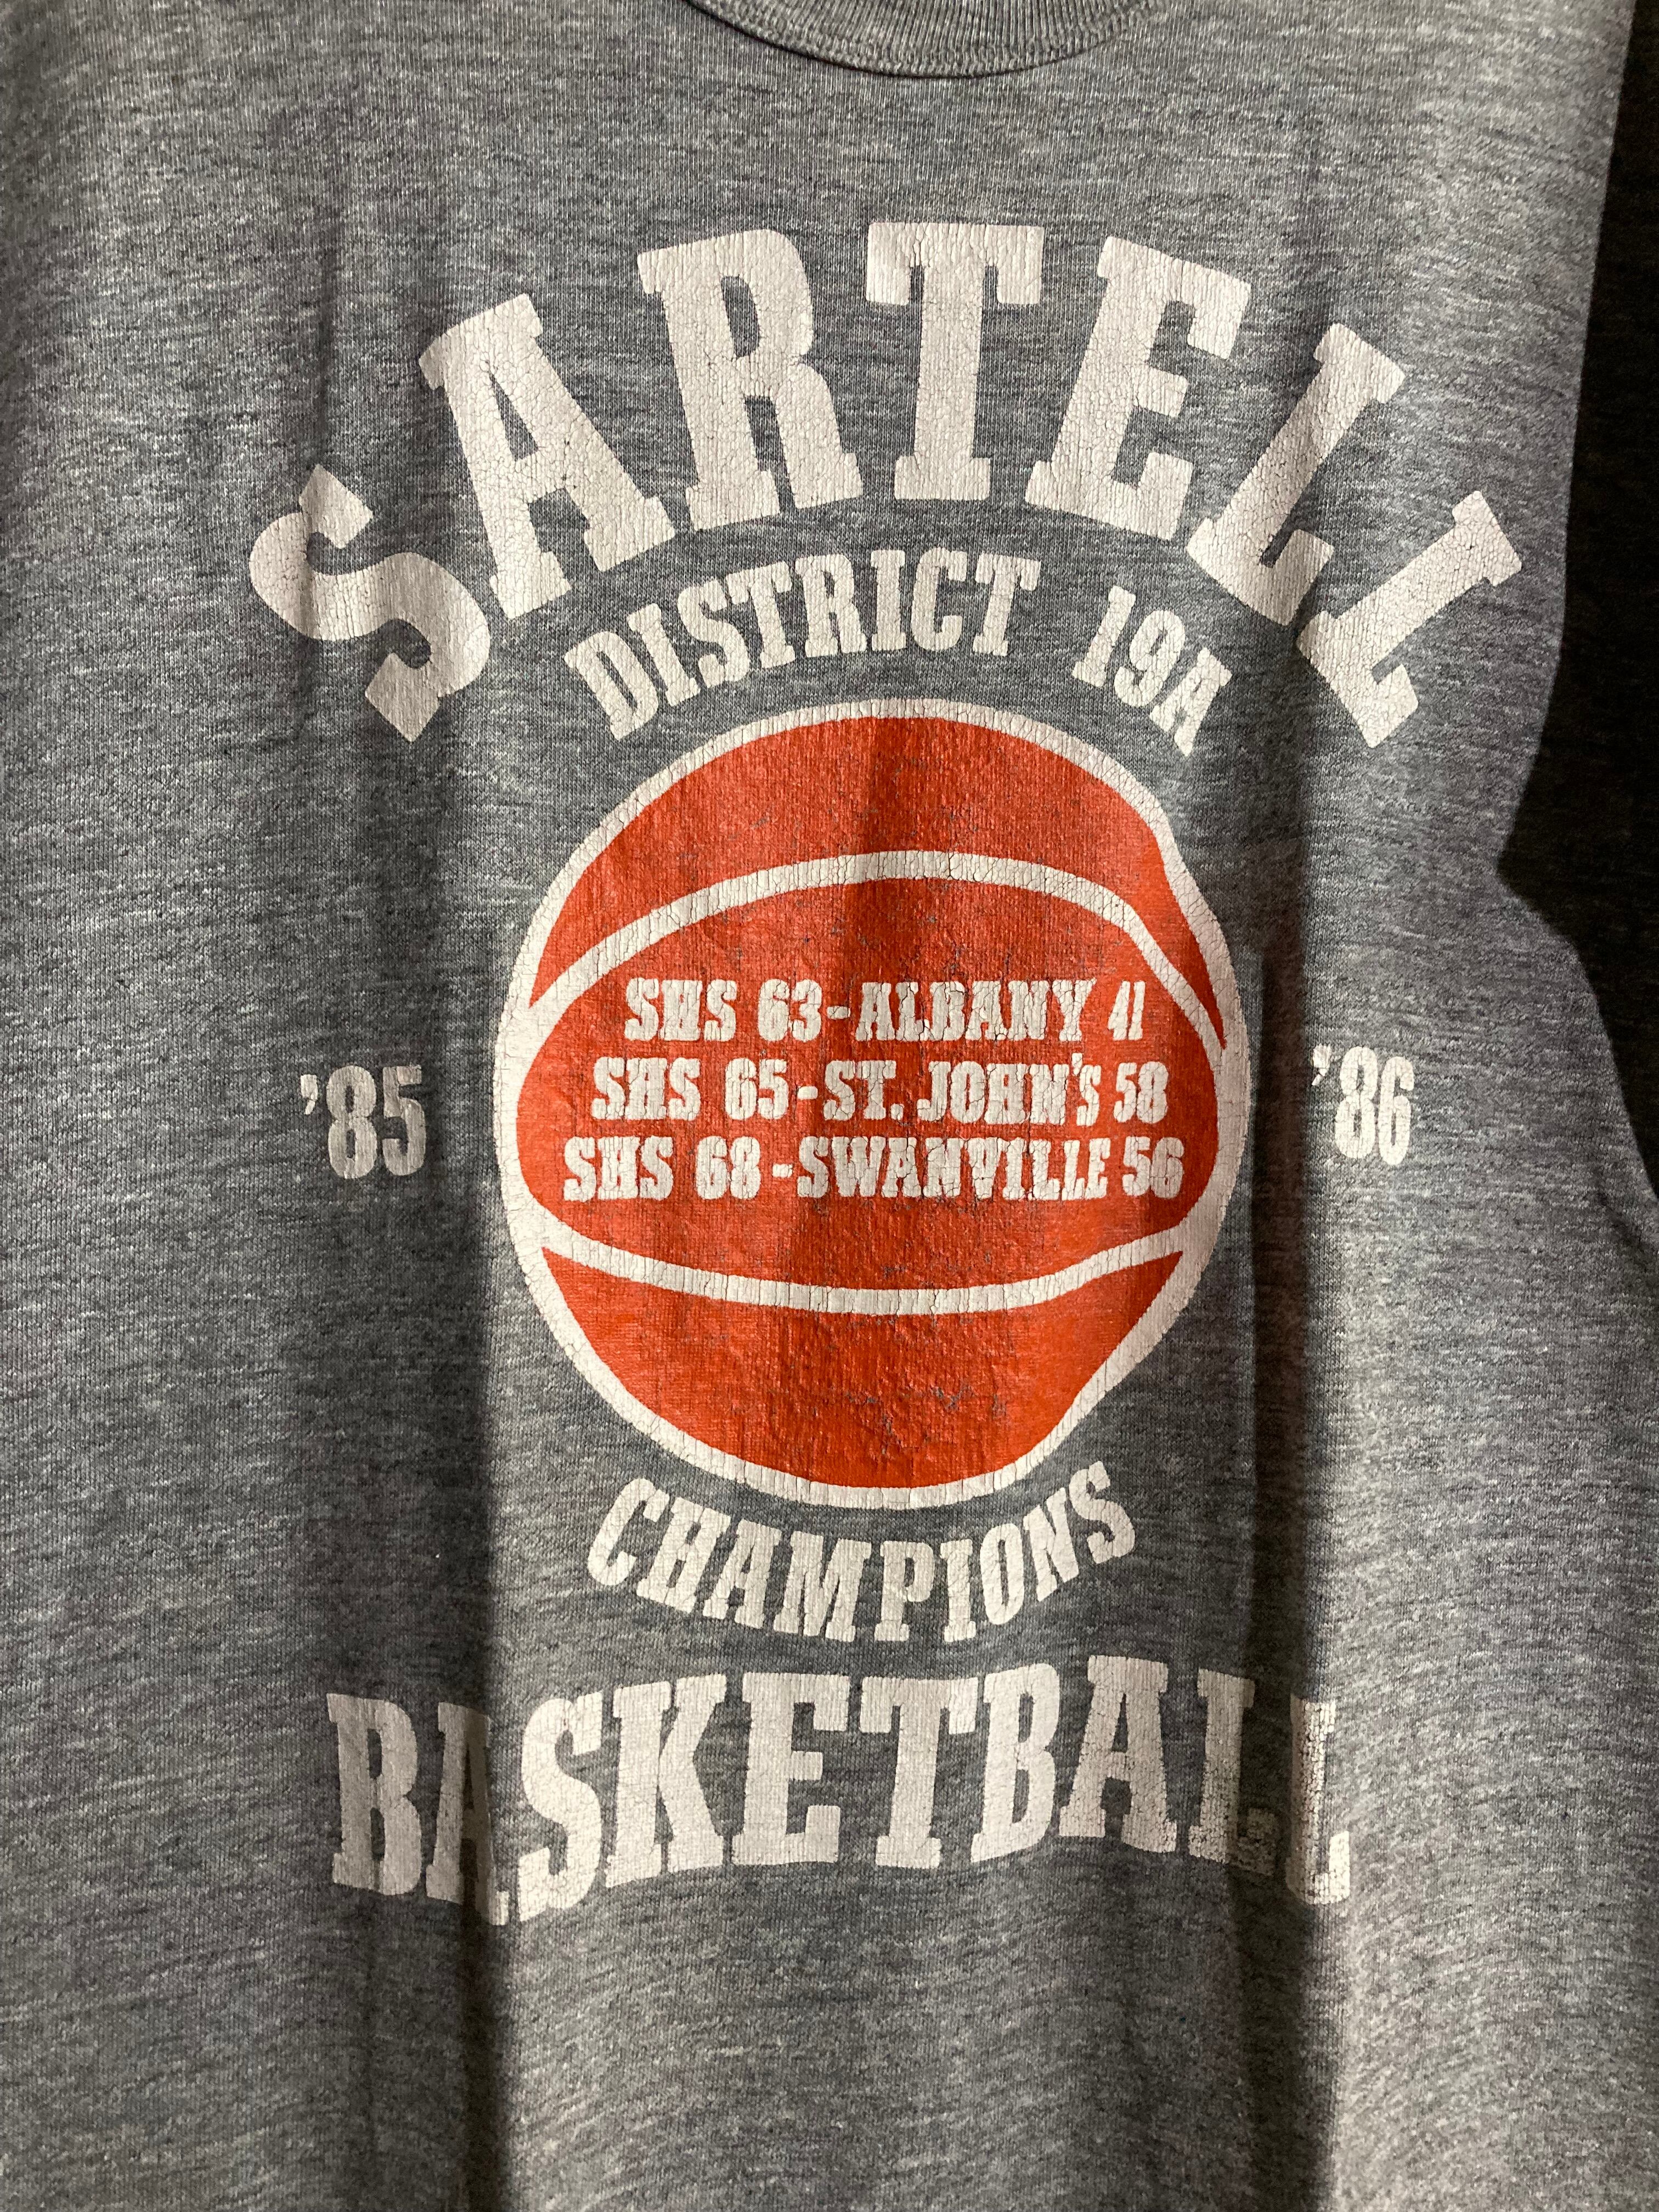 SARTELL
DISTRICT 19A
SHS 63-ALBANY 41
SHS 65-ST. JOHN'S 58
SHS 68-SWANVILLE 56
'85 '86
CHAMPIONS
BASKETBALL